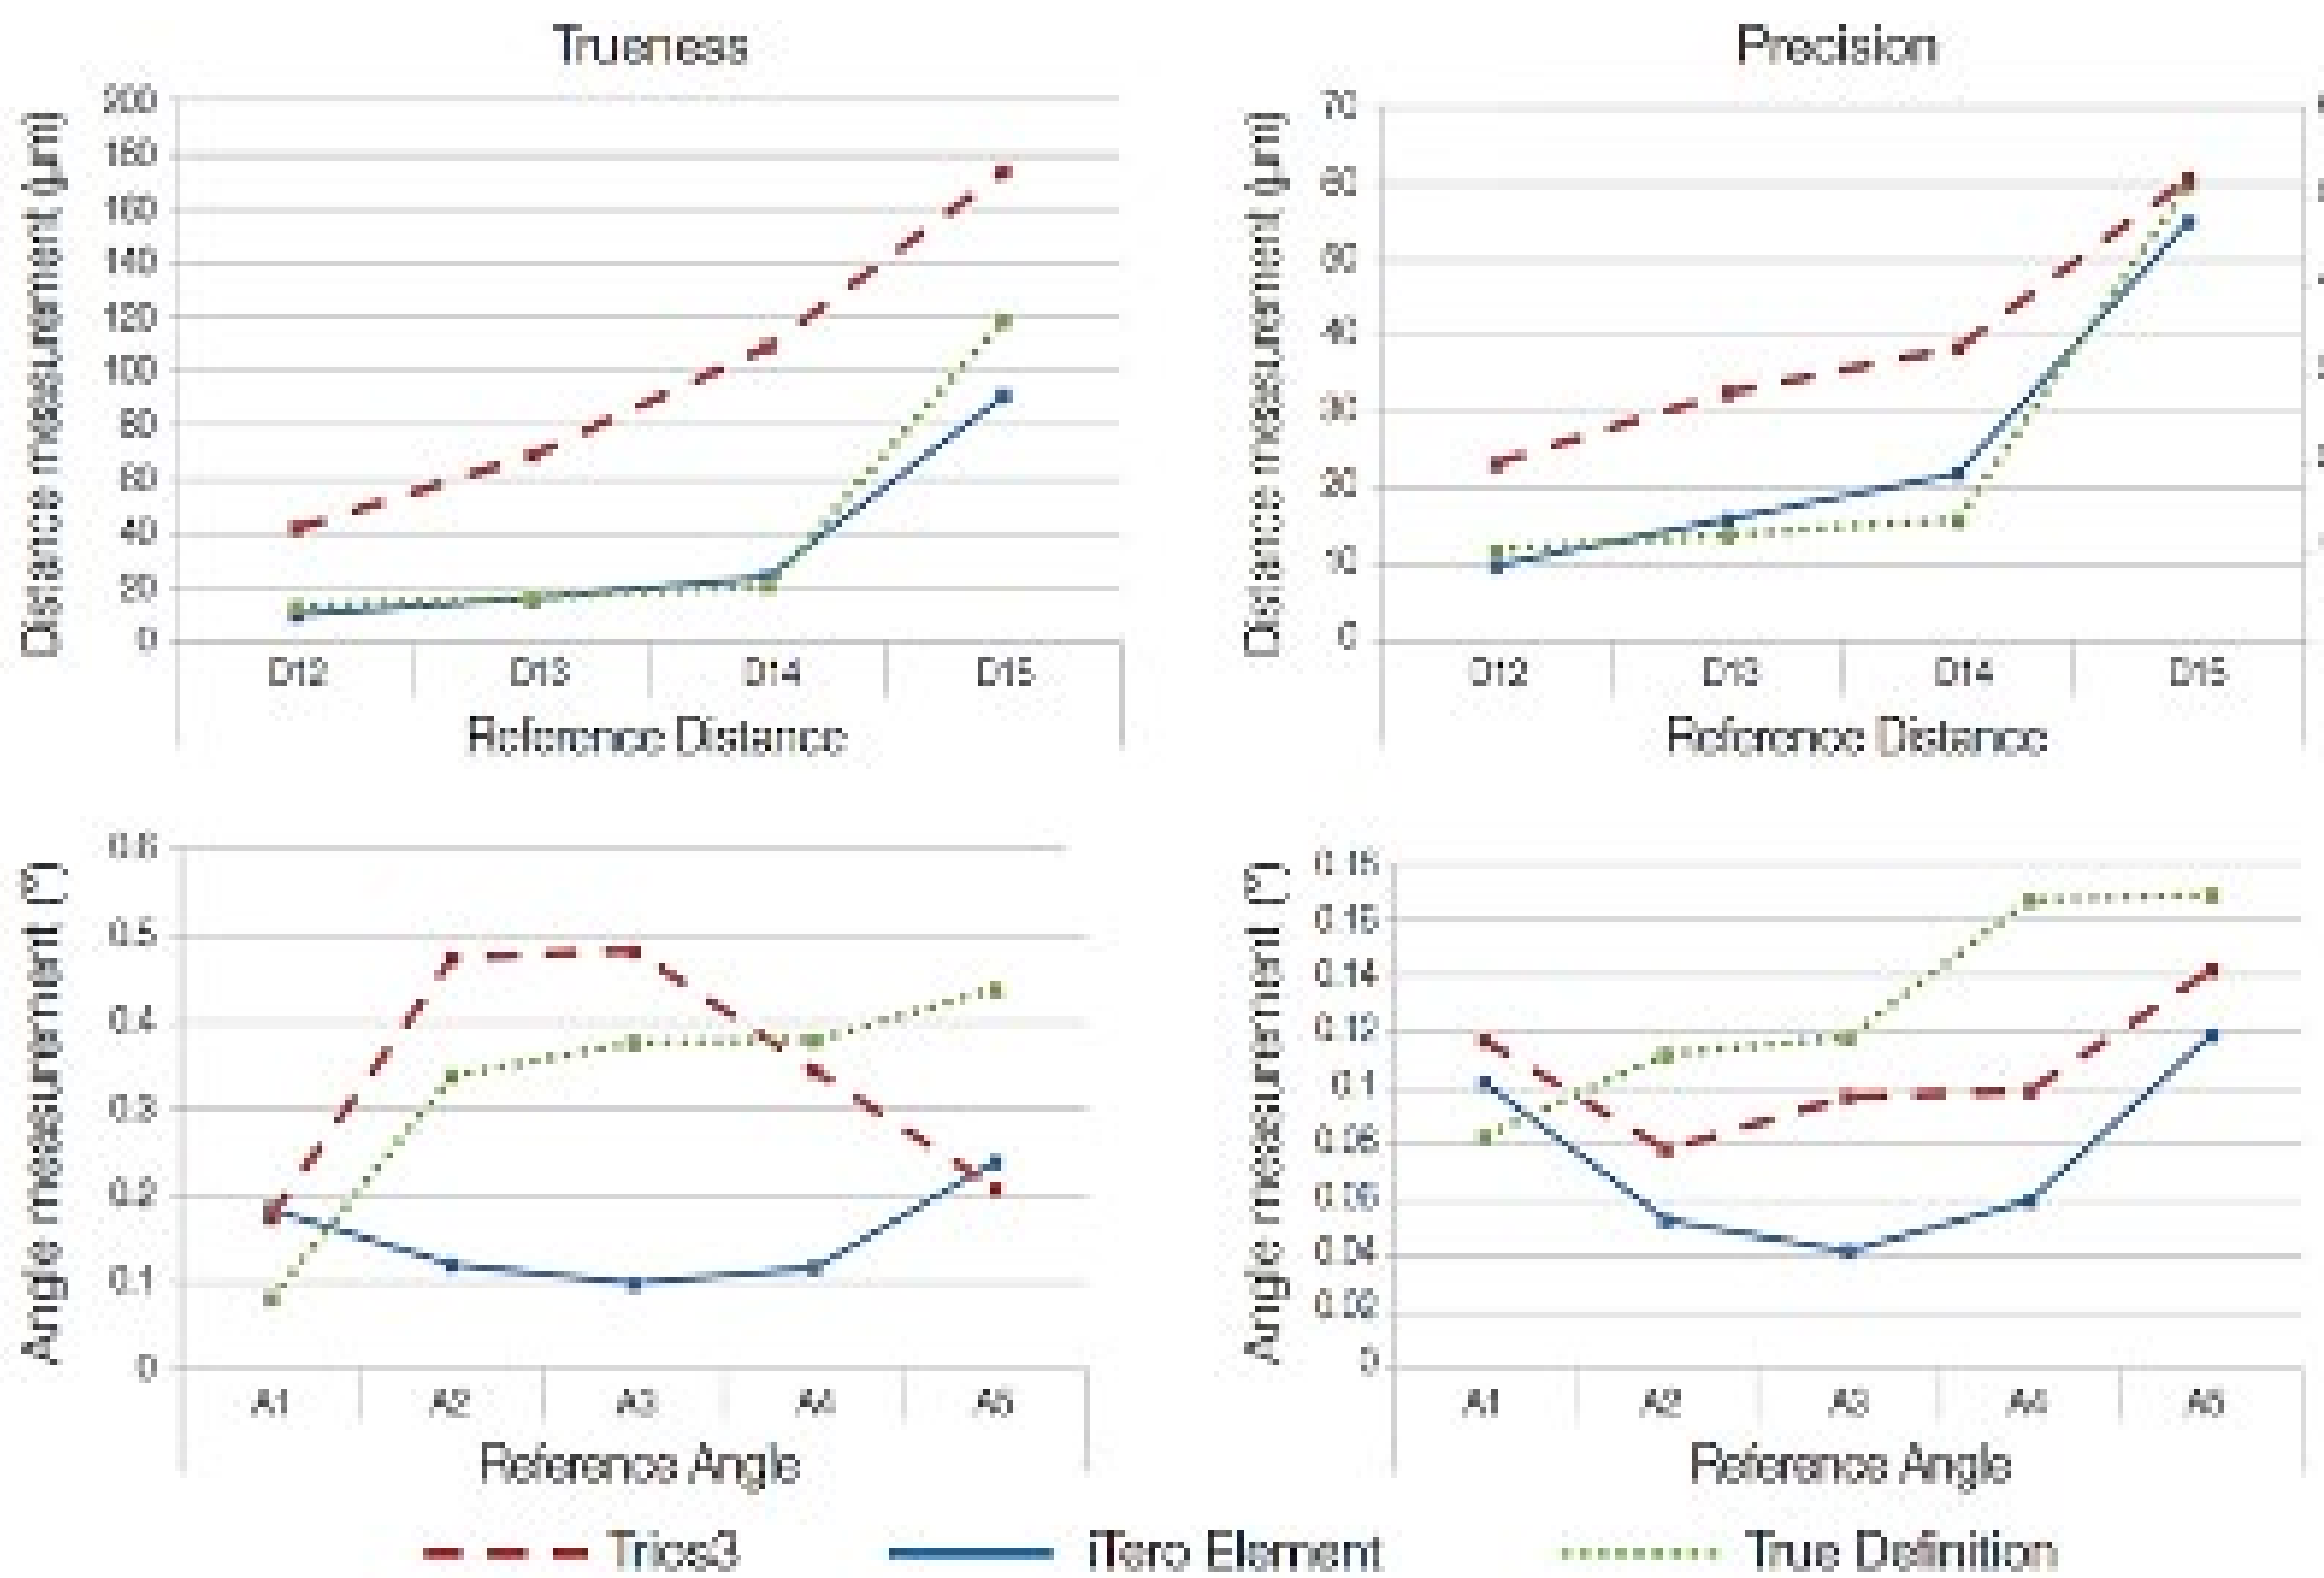 Trueness
Precision
Distance measurement (µm)
200
180
160
140
120
100
80
60
40
20
0
D12 D13 D14 D15
Reference Distance
Distance measurement (µm)
70
60
50
40
30
20
10
0
D12 D13 D14 D15
Reference Distance
Angle measurement (°)
0.6
0.5
0.4
0.3
0.2
0.1
0
A1 A2 A3 A4 A5
Reference Angle
Angle measurement (°)
0.14
0.12
0.1
0.08
0.06
0.04
0.02
0
A1 A2 A3 A4 A5
Reference Angle
Trios3 iTero Element True Definition